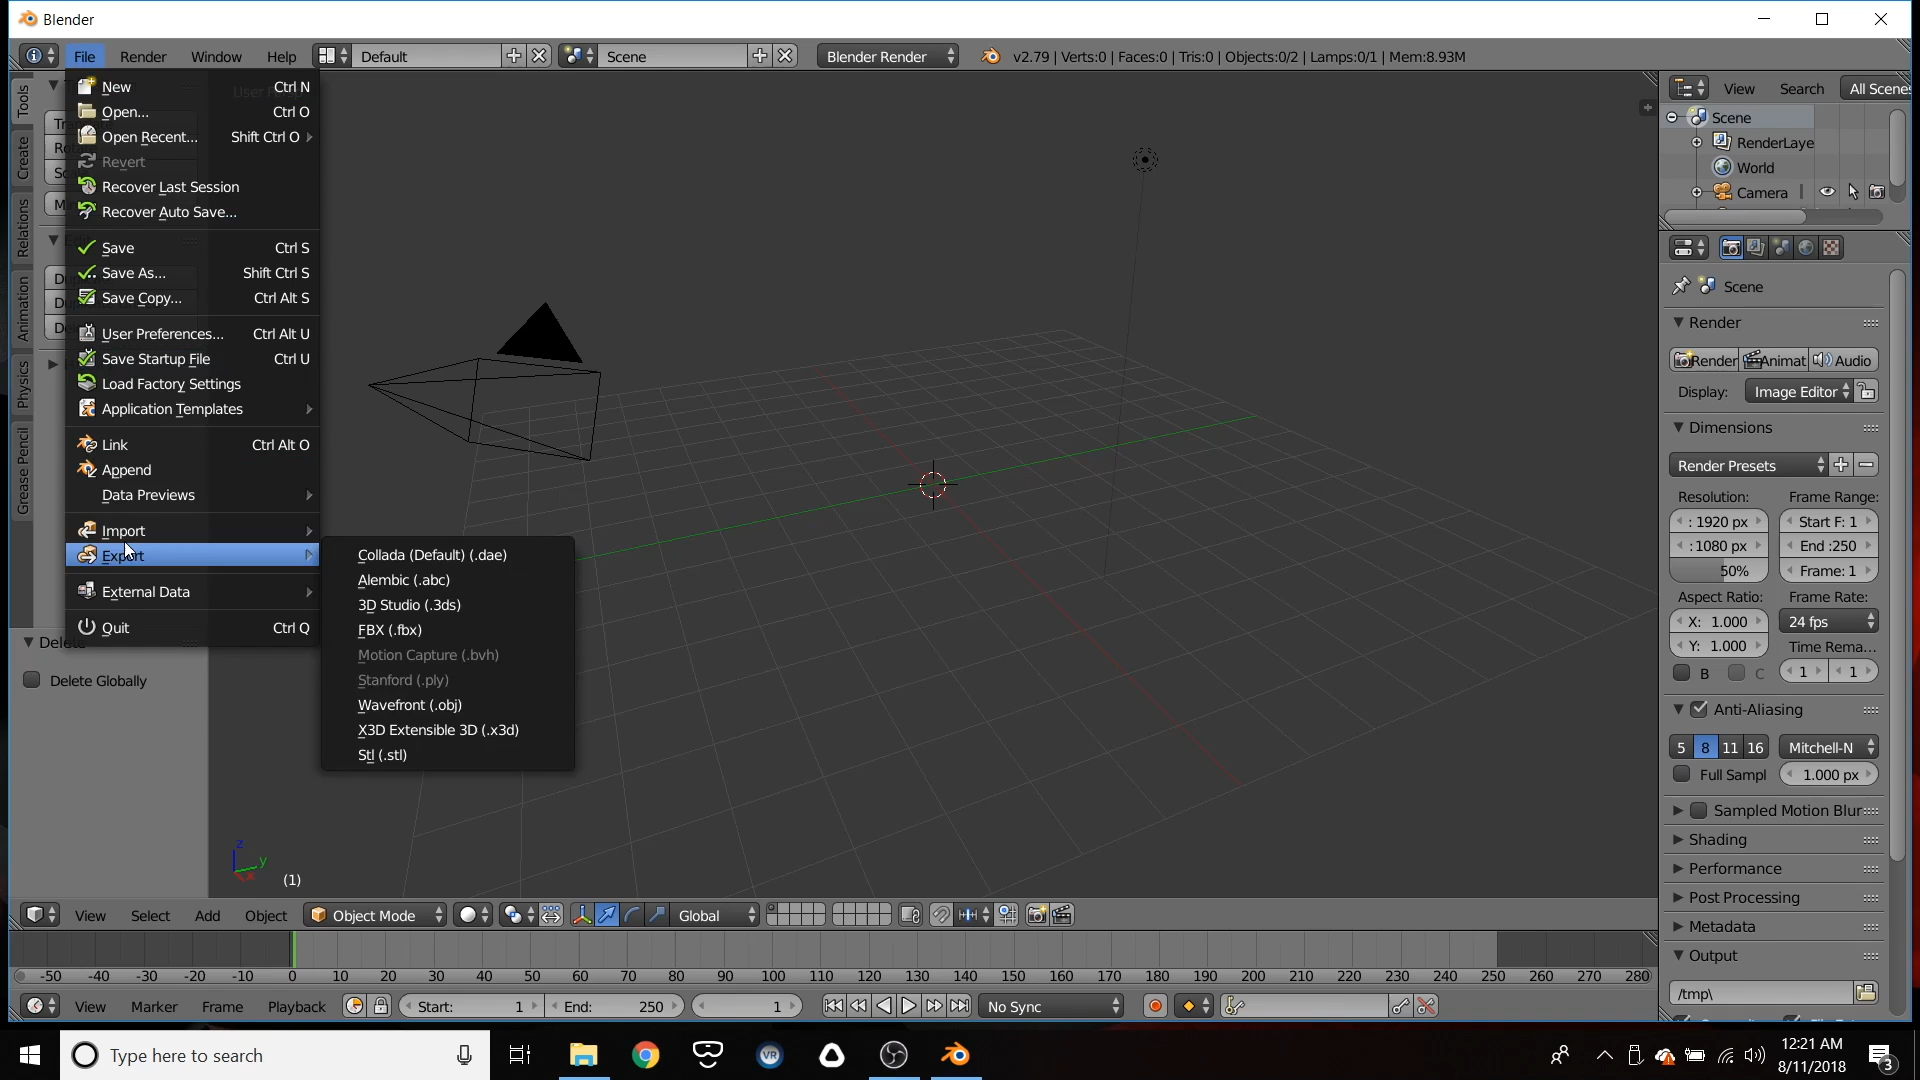 Blender
File Render Window Help Default Scene Blender Render v2.79 | Verts:0 | Faces:0 | Tris:0 | Objects:0/2 | Lamps:0/1 | Mem:8.93M
New Ctrl N
Open... Ctrl O
Open Recent... Shift Ctrl O
Revert
Recover Last Session
Recover Auto Save...
Save Ctrl S
Save As... Shift Ctrl S
Save Copy... Ctrl Alt S
User Preferences... Ctrl Alt U
Save Startup File Ctrl U
Load Factory Settings
Application Templates
Link Ctrl Alt O
Append
Data Previews
Import
Export
External Data
Quit Ctrl Q
Collada (Default) (.dae)
Alembic (.abc)
3D Studio (.3ds)
FBX (.fbx)
Motion Capture (.bvh)
Stanford (.ply)
Wavefront (.obj)
X3D Extensible 3D (.x3d)
Stl (.stl)
Tools
Create
Relations
Animation
Physics
Grease Pencil
Delete
Delete Globally
z
y
x
(1)
View Search All Scenes
Scene
RenderLaye
World
Camera
Scene
Render
Render Animat Audio
Display: Image Editor
Dimensions
Render Presets
Resolution: Frame Range:
: 1920 px Start F: 1
:1080 px End :250
50% Frame: 1
Aspect Ratio: Frame Rate:
X: 1.000 24 fps
Y: 1.000 Time Rema...
B C 1 1
Anti-Aliasing
5 8 11 16 Mitchell-N
Full Sampl 1.000 px
Sampled Motion Blur
Shading
Performance
Post Processing
Metadata
Output
/tmp\
View Select Add Object Object Mode Global
-50 -40 -30 -20 -10 0 10 20 30 40 50 60 70 80 90 100 110 120 130 140 150 160 170 180 190 200 210 220 230 240 250 260 270 280
View Marker Frame Playback Start: 1 End: 250 1 No Sync
Type here to search
VR
12:21 AM
8/11/2018
3